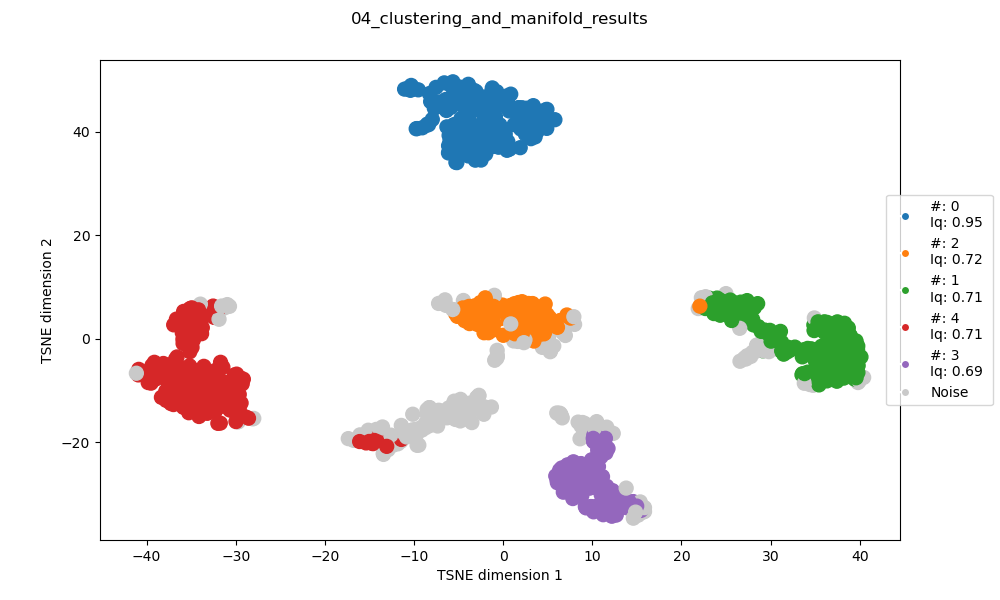 04_clustering_and_manifold_results
TSNE dimension 2
40
20
0
−20
−40
−30
−20
−10
0
10
20
30
40
TSNE dimension 1
#: 0
Iq: 0.95
#: 2
Iq: 0.72
#: 1
Iq: 0.71
#: 4
Iq: 0.71
#: 3
Iq: 0.69
Noise